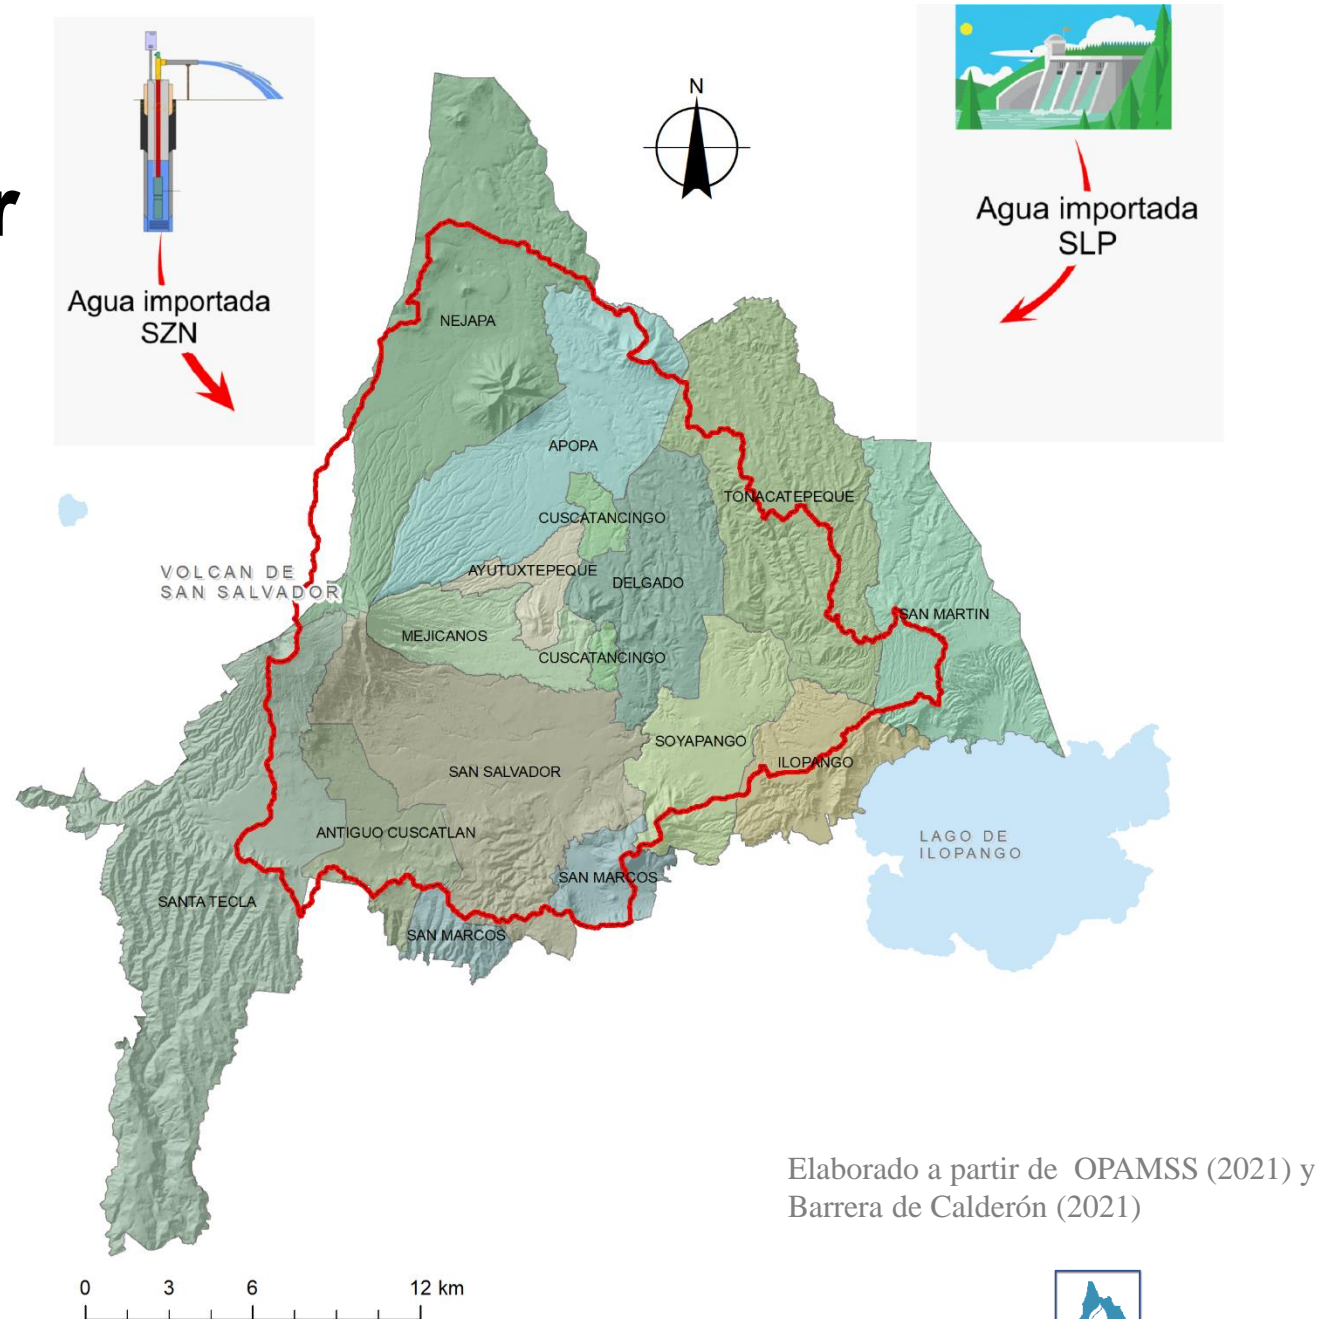 r
N
Agua importada
SLP
Agua importada
SZN
NEJAPA
APOPA
TONACATEPEQUE
CUSCATANCINGO
AYUTUXTEPEQUE
DELGADO
VOLCAN DE
SAN SALVADOR
SAN MARTIN
MEJICANOS
CUSCATANCINGO
SOYAPANGO
ILOPANGO
SAN SALVADOR
ANTIGUO CUSCATLAN
LAGO DE
ILOPANGO
SAN MARCOS
SANTA TECLA
SAN MARCOS
Elaborado a partir de OPAMSS (2021) y
Barrera de Calderón (2021)
0 3 6 12 km